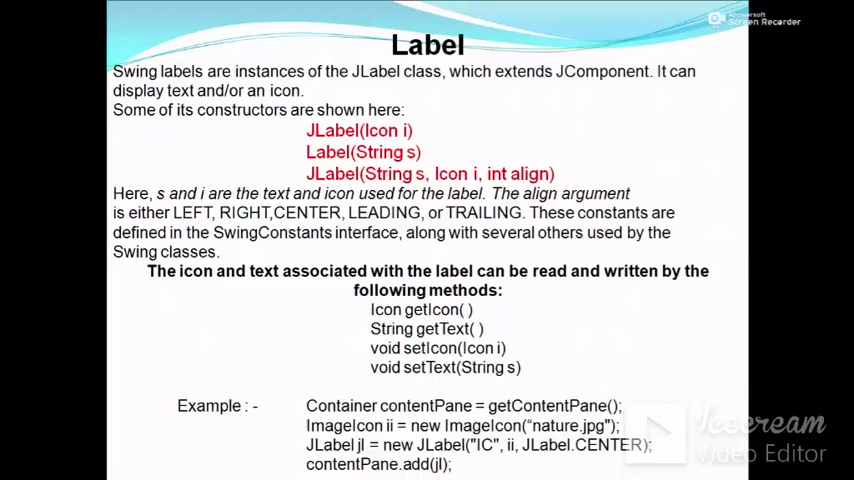 Apowersoft
Screen Recorder
Label
Swing labels are instances of the JLabel class, which extends JComponent. It can
display text and/or an icon.
Some of its constructors are shown here:
JLabel(Icon i)
Label(String s)
JLabel(String s, Icon i, int align)
Here, s and i are the text and icon used for the label. The align argument
is either LEFT, RIGHT,CENTER, LEADING, or TRAILING. These constants are
defined in the SwingConstants interface, along with several others used by the
Swing classes.
The icon and text associated with the label can be read and written by the
following methods:
Icon getIcon( )
String getText( )
void setIcon(Icon i)
void setText(String s)
Example : - Container contentPane = getContentPane();
ImageIcon ii = new ImageIcon(“nature.jpg");
JLabel jl = new JLabel("IC", ii, JLabel.CENTER);
contentPane.add(jl);
Icecream
Video Editor